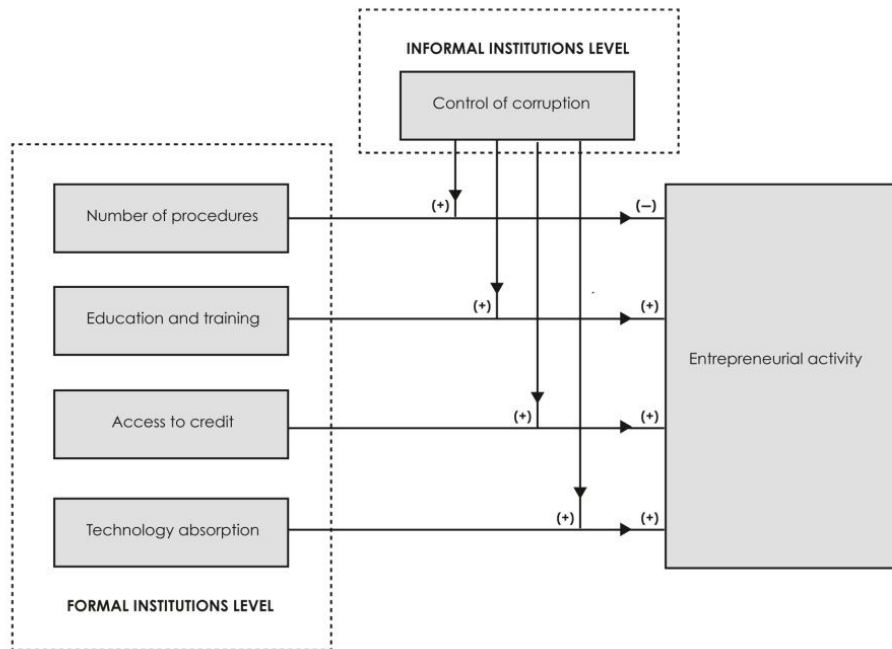 INFORMAL INSTITUTIONS LEVEL
Control of corruption
Number of procedures
(+)
(—)
Education and training
(+)
(+)
Entrepreneurial activity
Access to credit
(+)
(+)
Technology absorption
(+)
(+)
FORMAL INSTITUTIONS LEVEL